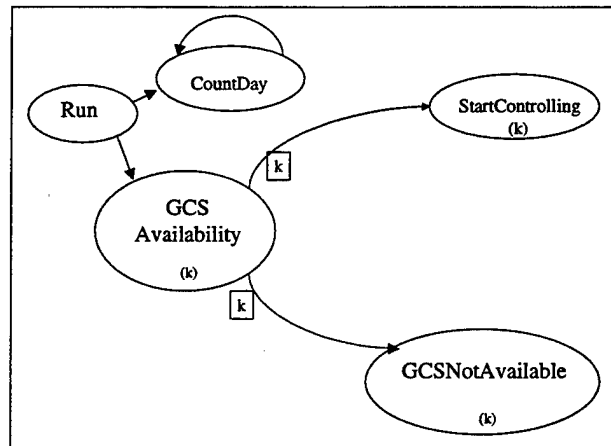 CountDay
Run
StartControlling
(k)
k
GCS
Availability
(k)
k
GCSNotAvailable
(k)